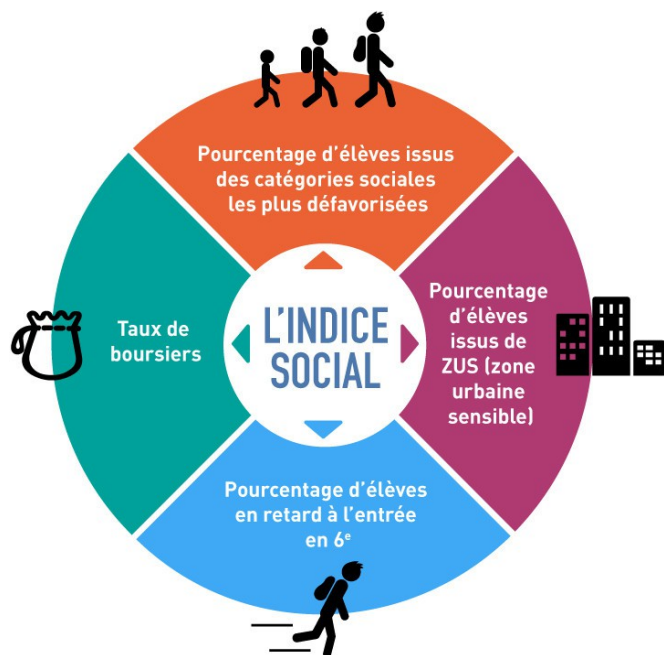 Pourcentage d'élèves issus
des catégories sociales
les plus défavorisées
Taux de
boursiers
L'INDICE
SOCIAL
Pourcentage
d'élèves
issus de
ZUS (zone
urbaine
sensible)
Pourcentage d'élèves
en retard à l'entrée
en 6e